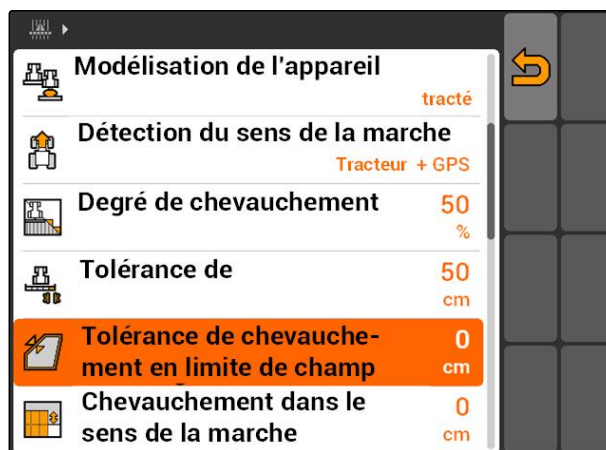 Modélisation de l'appareil
tracté
Détection du sens de la marche
Tracteur + GPS
Degré de chevauchement
50
%
Tolérance de
50
cm
Tolérance de chevauche-
0
ment en limite de champ
cm
Chevauchement dans le
0
sens de la marche
cm